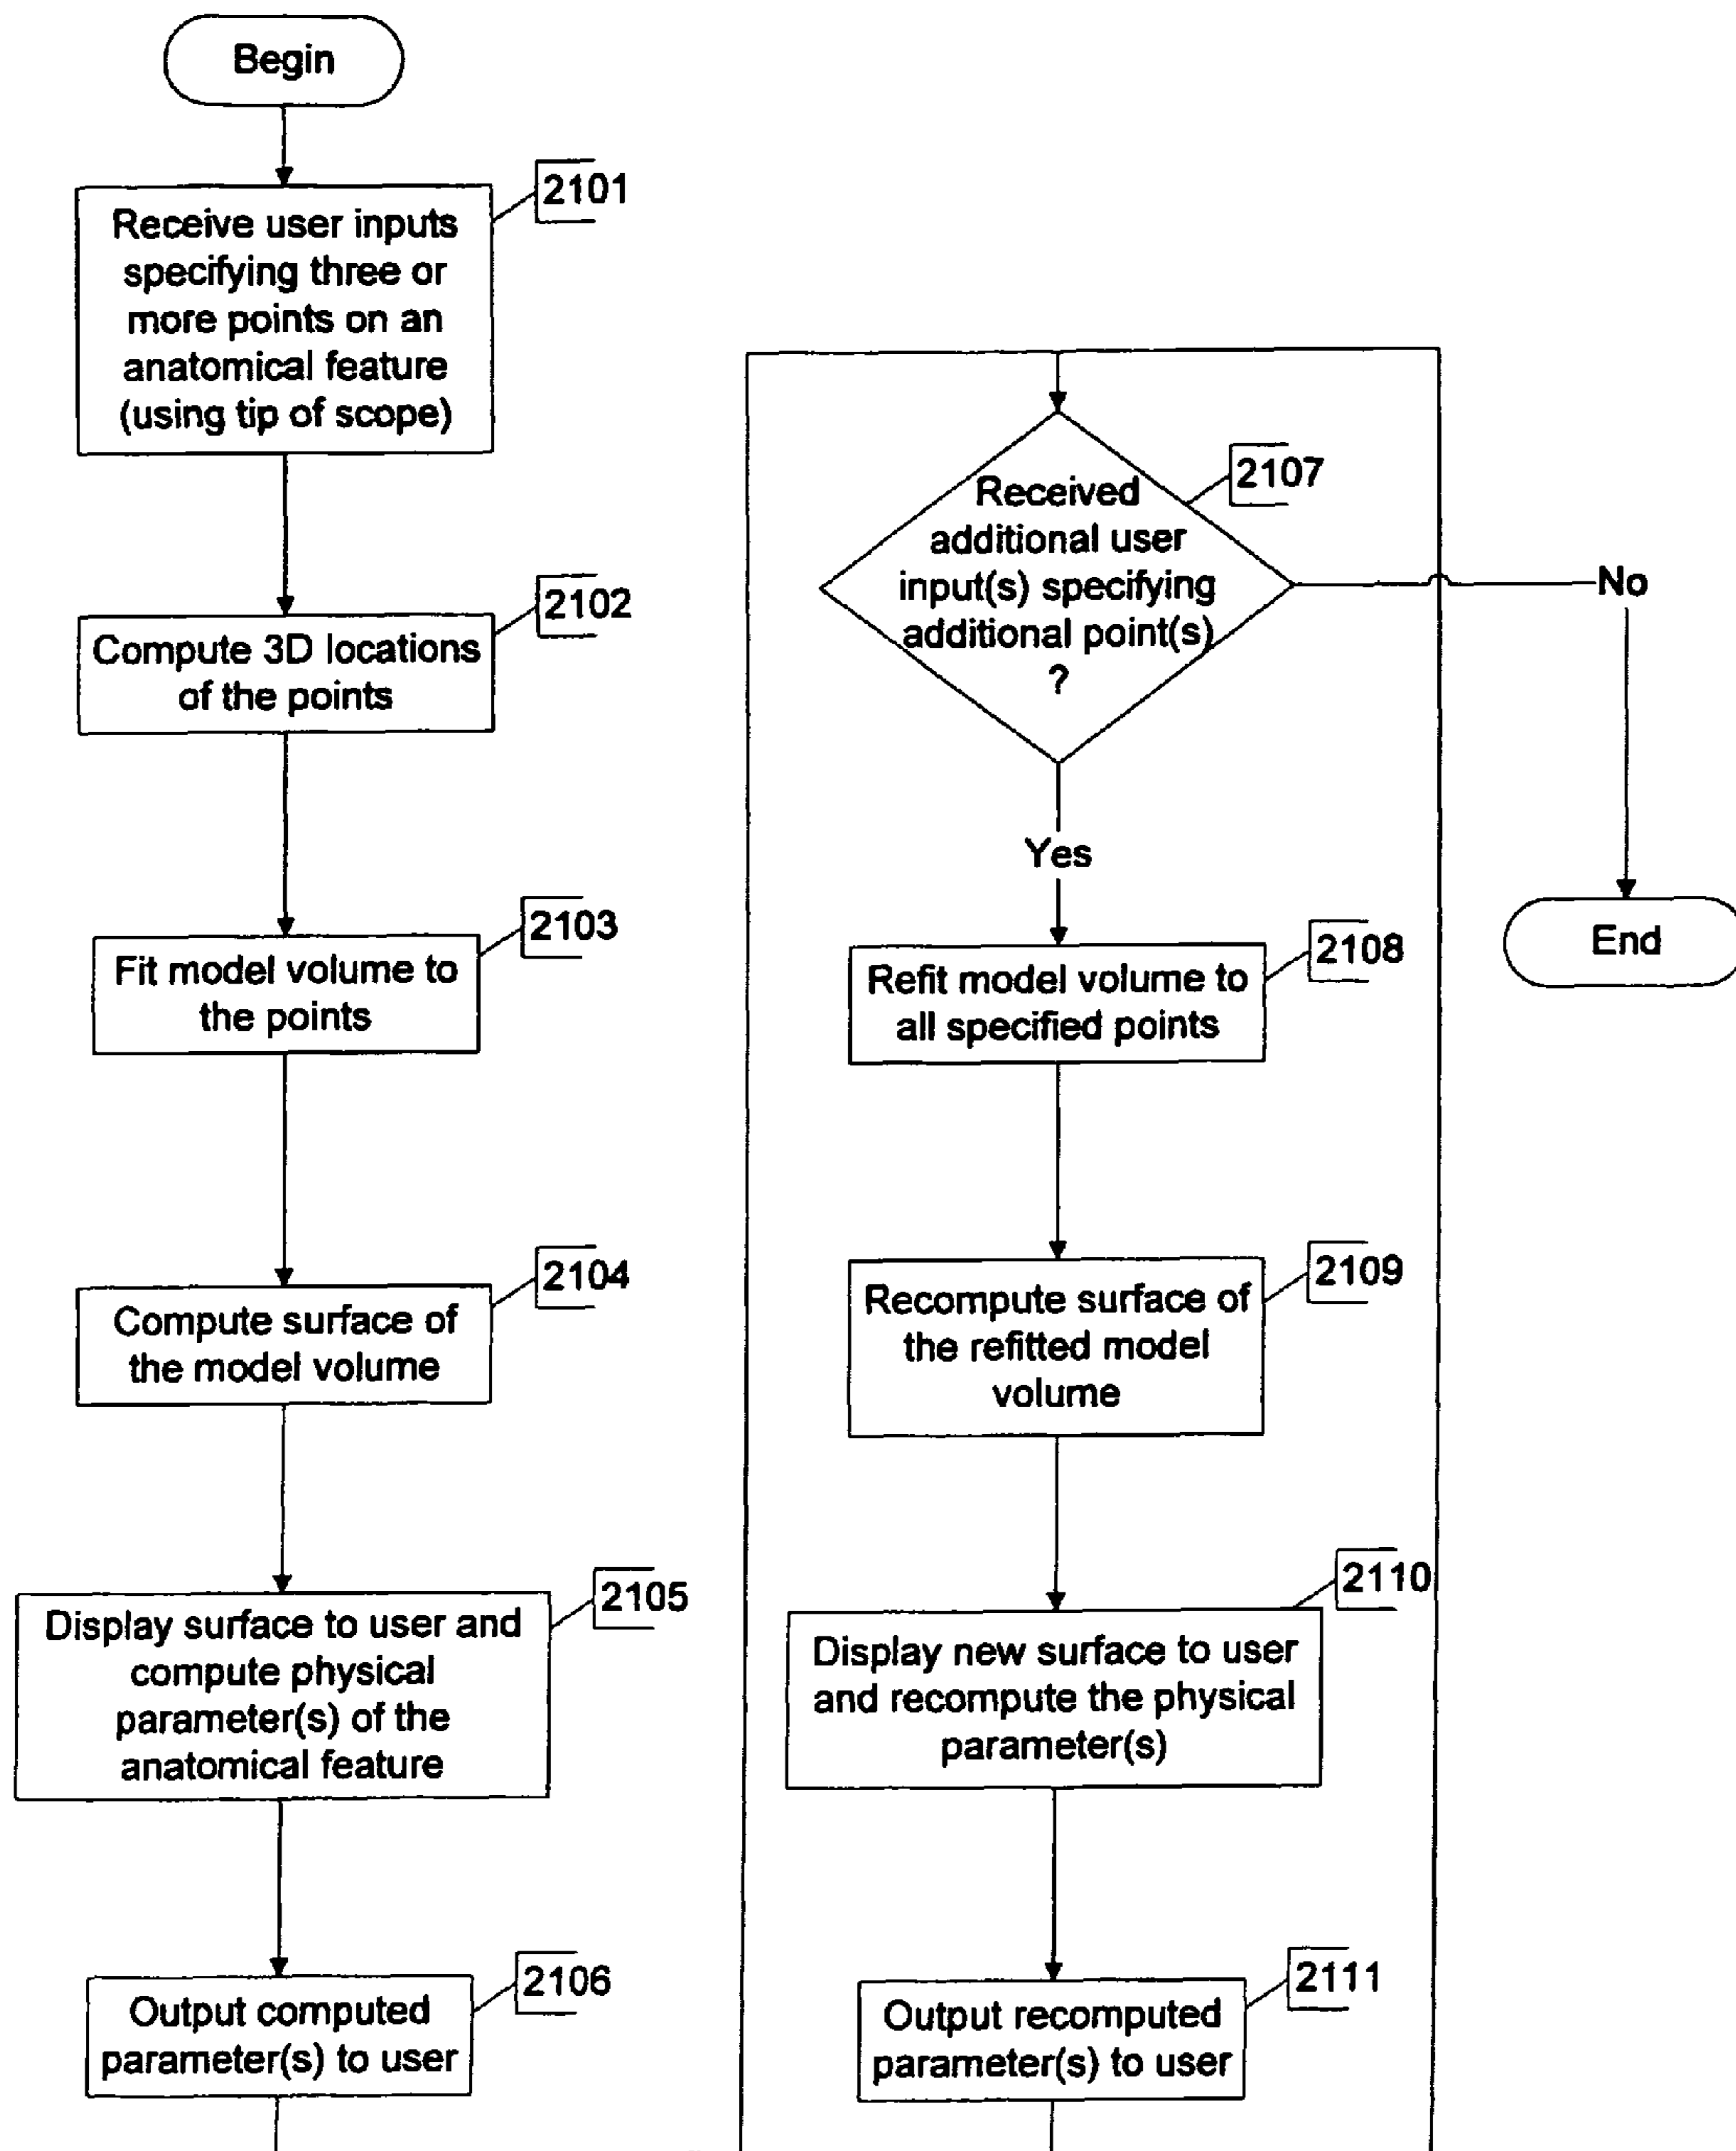 Begin
2101
Receive user inputs
specifying three or
more points on an
anatomical feature
(using tip of scope)
2102
Compute 3D locations
of the points
2103
Fit model volume to
the points
2104
Compute surface of
the model volume
2105
Display surface to user and
compute physical
parameter(s) of the
anatomical feature
2106
Output computed
parameter(s) to user
2107
Received
additional user
input(s) specifying
additional point(s)
?
No
Yes
End
2108
Refit model volume to
all specified points
2109
Recompute surface of
the refitted model
volume
2110
Display new surface to user
and recompute the physical
parameter(s)
2111
Output recomputed
parameter(s) to user